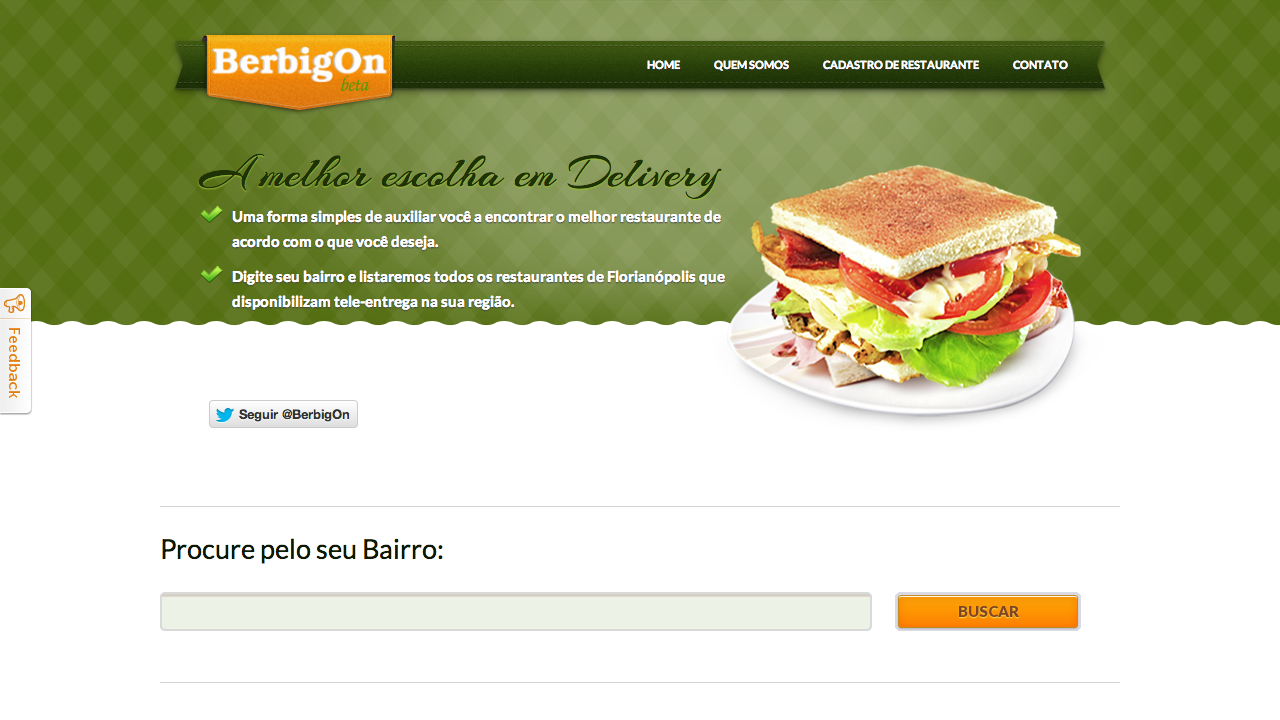 BerbigOn
beta
HOME QUEM SOMOS CADASTRO DE RESTAURANTE CONTATO
A melhor escolha em Delivery
Uma forma simples de auxiliar você a encontrar o melhor restaurante de
acordo com o que você deseja.
Digite seu bairro e listaremos todos os restaurantes de Florianópolis que
disponibilizam tele-entrega na sua região.
Feedback
Seguir @BerbigOn
Procure pelo seu Bairro:
BUSCAR